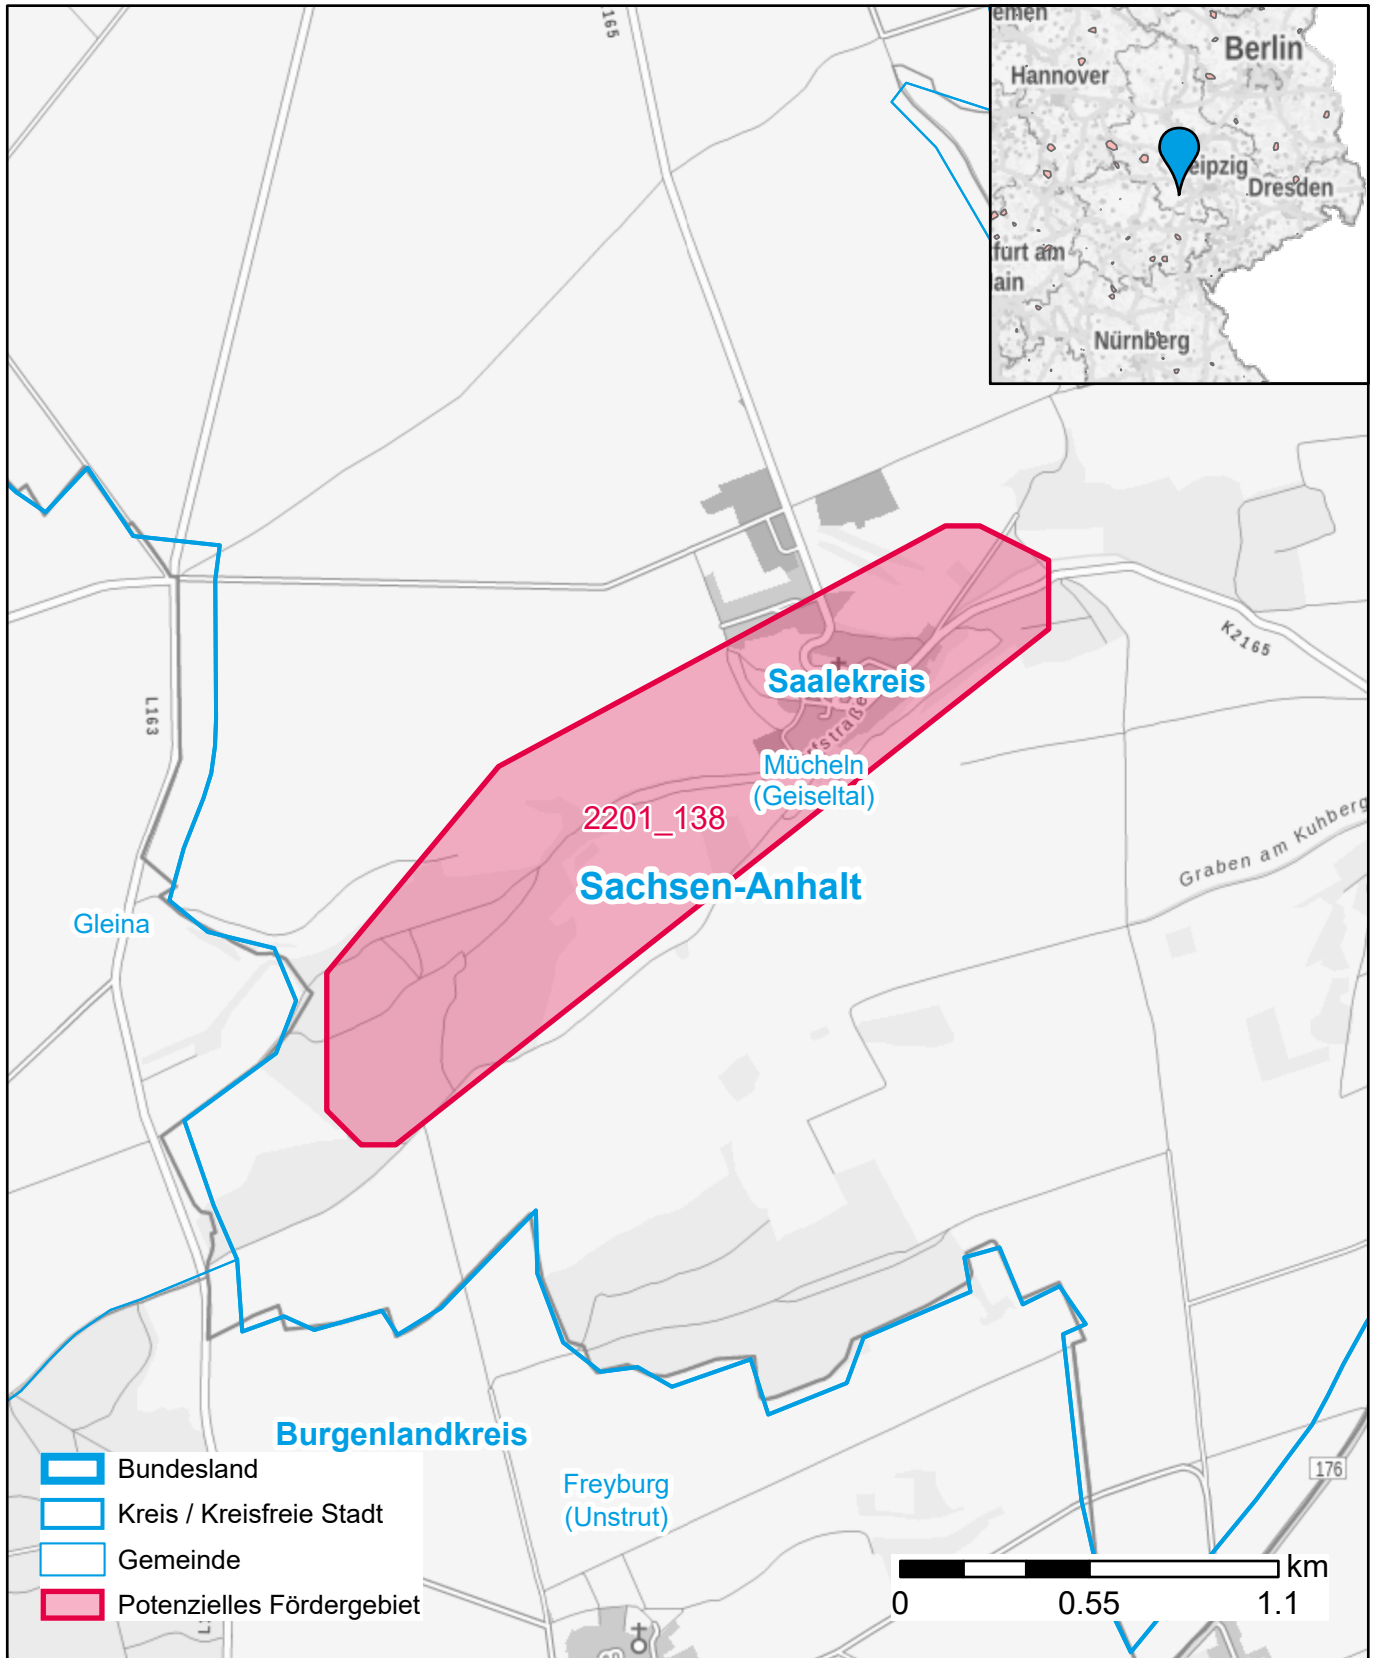 165
emen
Berlin
Hannover
eipzig
Dresden
furt am
ain
Nürnberg
K2165
L163
Saalekreis
Mücheln
(Geiseltal)
2201_138
Sachsen-Anhalt
Graben am Kuhberg
Gleina
Burgenlandkreis
Freyburg
(Unstrut)
176
Bundesland
Kreis / Kreisfreie Stadt
Gemeinde
Potenzielles Fördergebiet
km
0
0.55
1.1